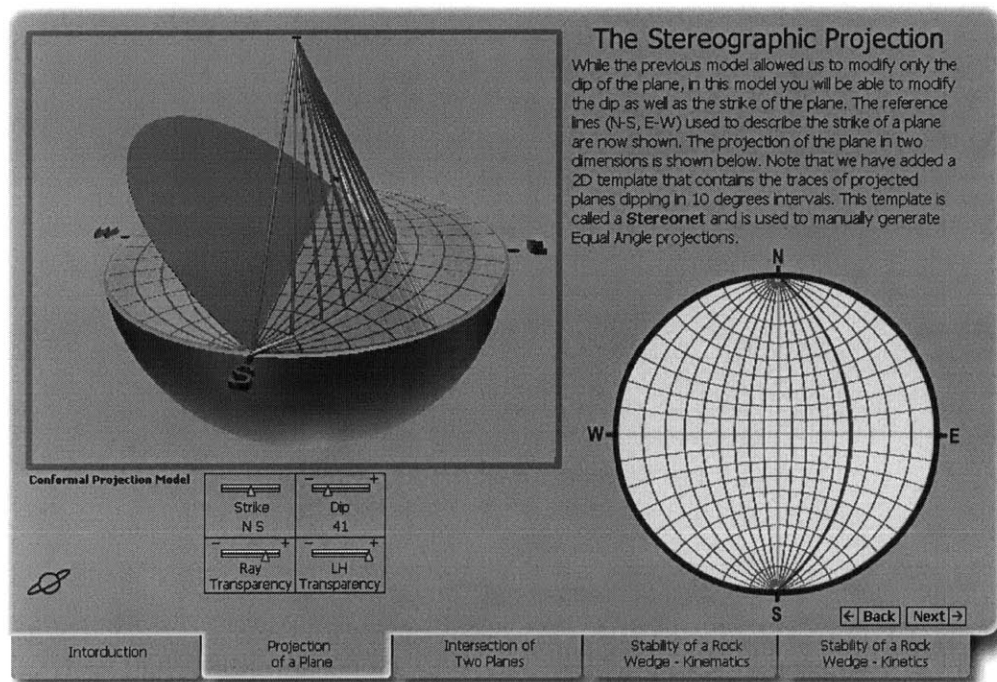 The Stereographic Projection
While the previous model allowed us to modify only the
dip of the plane, in this model you will be able to modify
the dip as well as the strike of the plane. The reference
lines (N-S, E-W) used to describe the strike of a plane
are now shown. The projection of the plane in two
dimensions is shown below. Note that we have added a
2D template that contains the traces of projected
planes dipping in 10 degrees intervals. This template is
called a Stereonet and is used to manually generate
Equal Angle projections.
S
N
W
E
S
Conformal Projection Model
- +
Strike
Dip
N S
41
- +
- +
Ray
Transparency
LH
Transparency
← Back
Next →
Intorduction
Projection
of a Plane
Intersection of
Two Planes
Stability of a Rock
Wedge - Kinematics
Stability of a Rock
Wedge - Kinetics